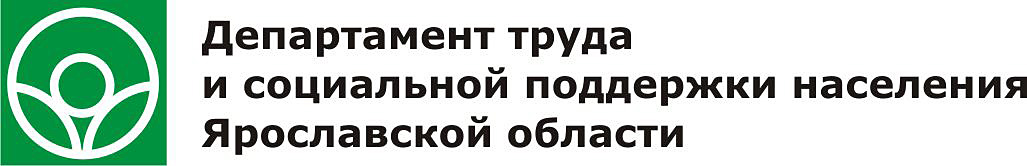 Департамент труда
и социальной поддержки населения
Ярославской области